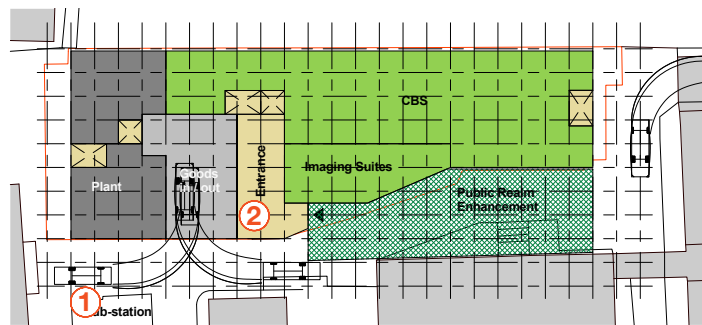 CBS
Imaging Suites
Entrance
Goods
in/out
Plant
Public Realm
Enhancement
2
1
Sub-station